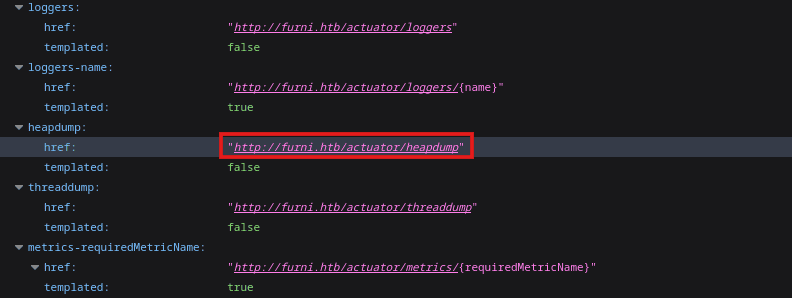 loggers:
href: "http://furni.htb/actuator/loggers"
templated: false
loggers-name:
href: "http://furni.htb/actuator/loggers/{name}"
templated: true
heapdump:
href: "http://furni.htb/actuator/heapdump"
templated: false
threaddump:
href: "http://furni.htb/actuator/threaddump"
templated: false
metrics-requiredMetricName:
href: "http://furni.htb/actuator/metrics/{requiredMetricName}"
templated: true